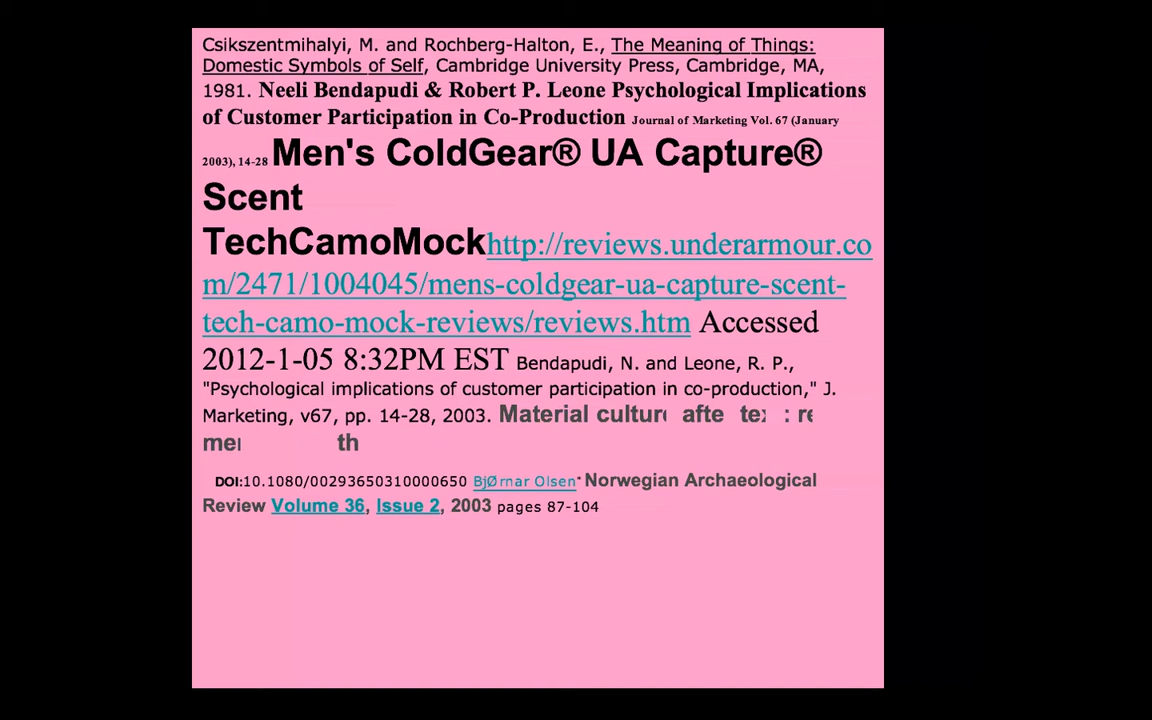 Csikszentmihalyi, M. and Rochberg-Halton, E., The Meaning of Things:
Domestic Symbols of Self, Cambridge University Press, Cambridge, MA,
1981. Neeli Bendapudi & Robert P. Leone Psychological Implications
of Customer Participation in Co-Production Journal of Marketing Vol. 67 (January
2003), 14-28 Men's ColdGear® UA Capture®
Scent
TechCamoMockhttp://reviews.underarmour.co
m/2471/1004045/mens-coldgear-ua-capture-scent-
tech-camo-mock-reviews/reviews.htm Accessed
2012-1-05 8:32PM EST Bendapudi, N. and Leone, R. P.,
"Psychological implications of customer participation in co-production," J.
Marketing, v67, pp. 14-28, 2003. Material
th
DOI:10.1080/00293650310000650 BjØrnar Olsen* Norwegian Archaeological
Review Volume 36, Issue 2, 2003 pages 87-104